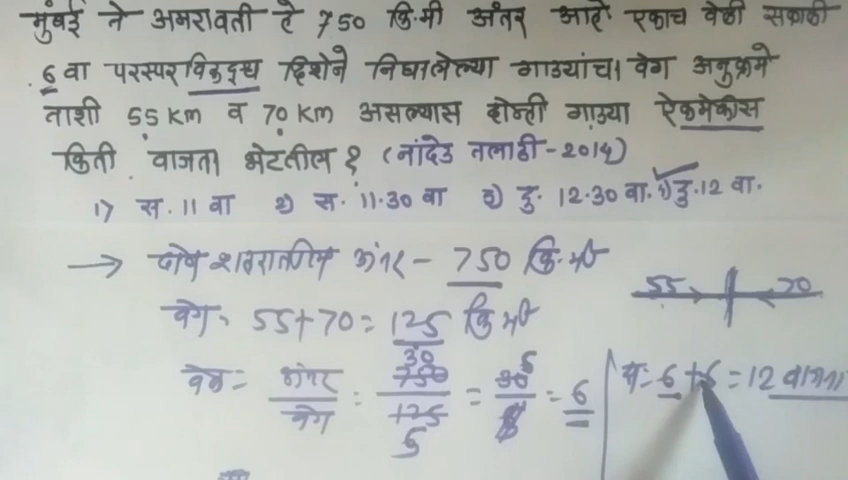 मुंबई ते अमरावती हे 750 कि.मी अंतर आहे एकाच वेळी सकाळी
6 वा परस्पर विरुद्ध दिशेने निघालेल्या गाड्यांचा वेग अनुक्रमे
ताशी 55 KM व 70 KM असल्यास दोन्ही गाड्या ऐकमेकीस
किती वाजता भेटतील ? (नांदेड तलाठी - 2014)
1) स. 11 वा 2) स. 11.30 वा 3) दु. 12.30 वा. 4) दु. 12 वा.
→ दोन शहरातील अंतर - 750 कि.मी
55 70
वेग = 55+70 = 125 कि मी
वेळ = अंतर/वेग = 750/125 = 30/5 = 6
स = 6 + 6 = 12 वाजता